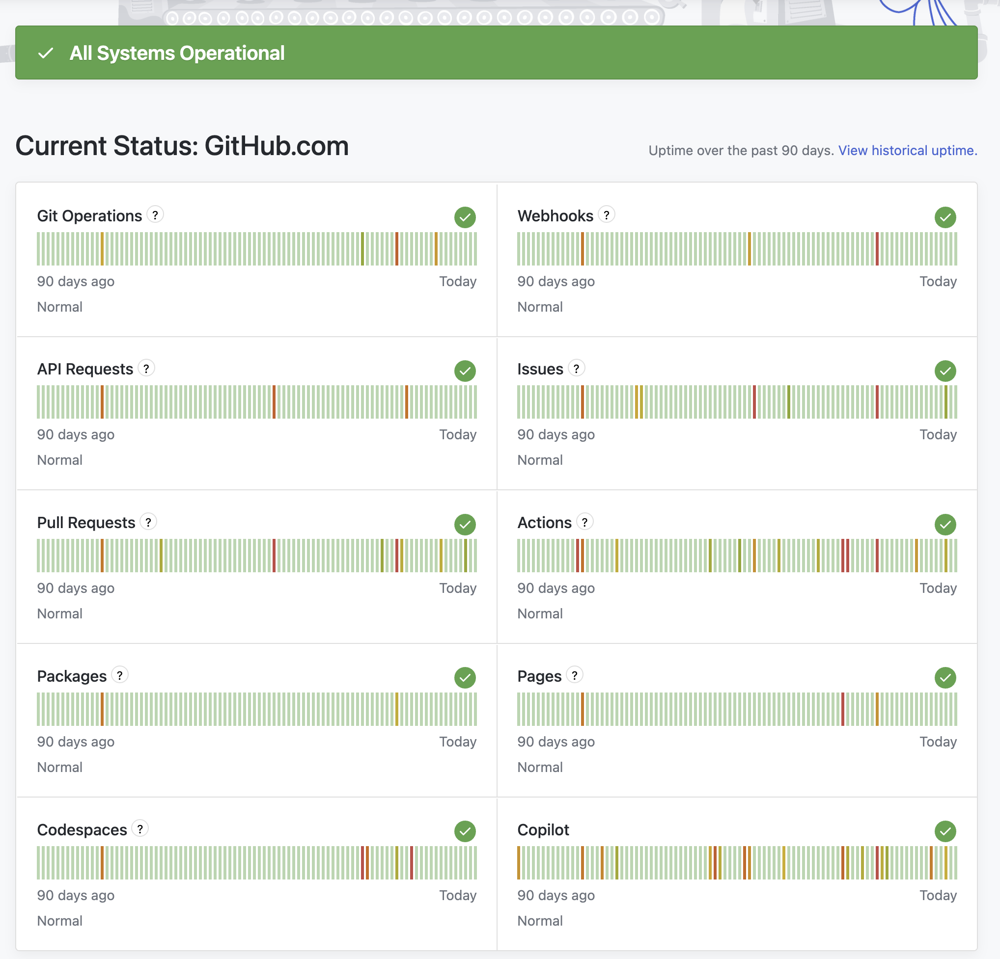 All Systems Operational
Current Status: GitHub.com
Uptime over the past 90 days. View historical uptime.
Git Operations ?
90 days ago Today
Normal
Webhooks ?
90 days ago Today
Normal
API Requests ?
90 days ago Today
Normal
Issues ?
90 days ago Today
Normal
Pull Requests ?
90 days ago Today
Normal
Actions ?
90 days ago Today
Normal
Packages ?
90 days ago Today
Normal
Pages ?
90 days ago Today
Normal
Codespaces ?
90 days ago Today
Normal
Copilot
90 days ago Today
Normal